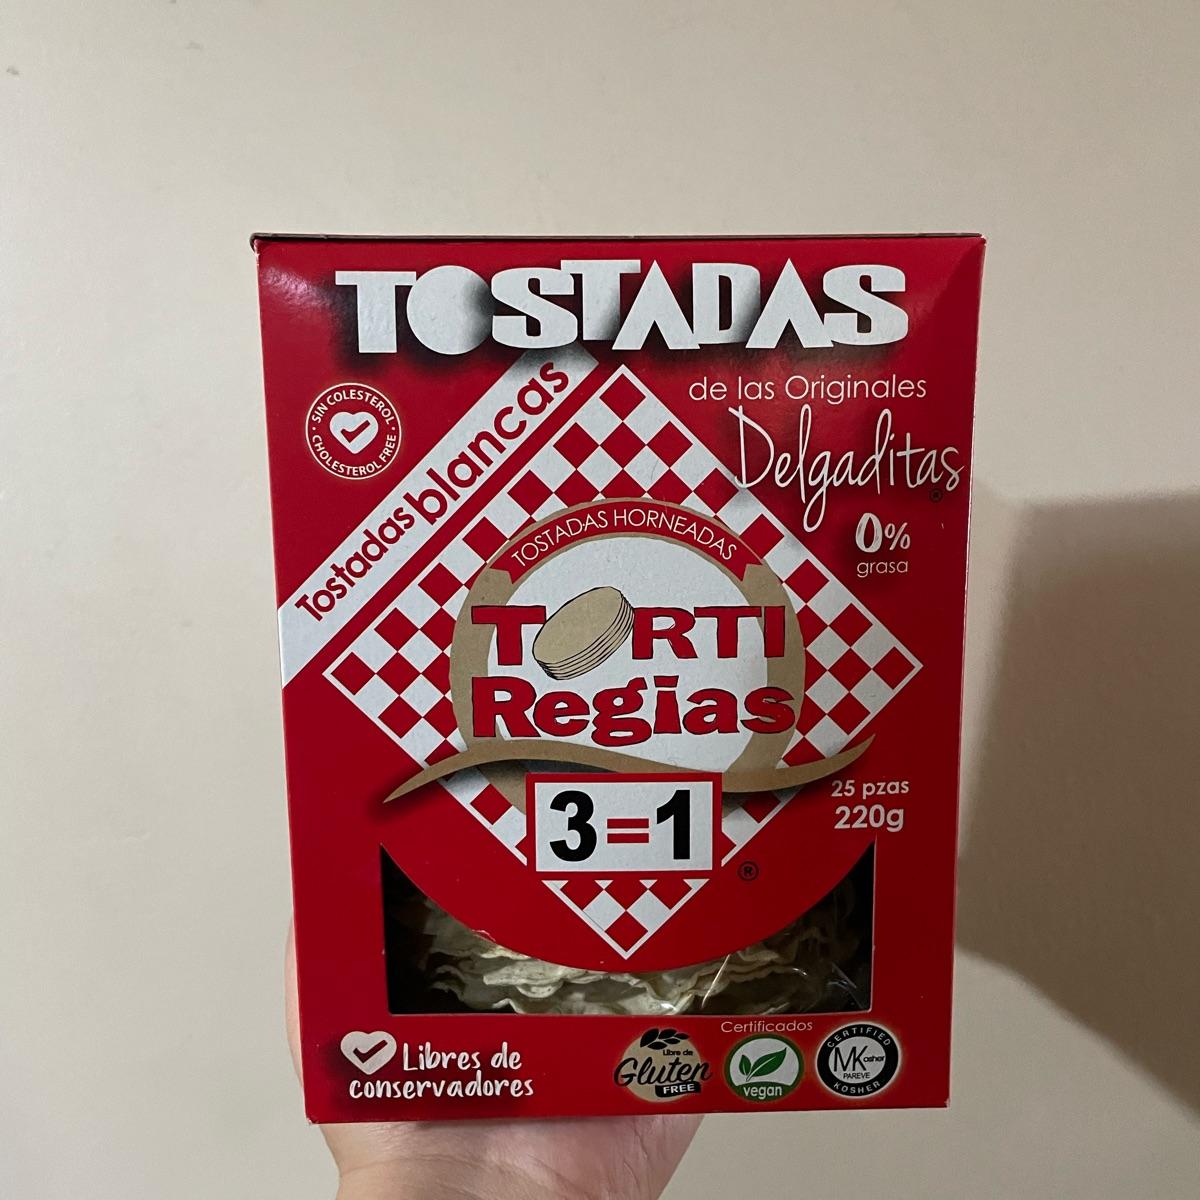 TOSTADAS
de las Originales
Delgaditas®
0%
grasa
SIN COLESTEROL
CHOLESTEROL FREE
Tostadas blancas
TOSTADAS HORNEADAS
TORTI
Regias
3=1
®
25 pzas
220g
Libres de
conservadores
Libre de
Gluten
FREE
Certificados
vegan
CERTIFIED
MKosher
PAREVE
KOSHER